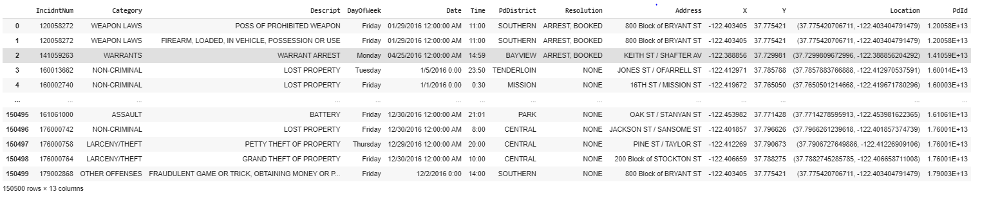 IncidntNum Category Descript DayOfWeek Date Time PdDistrict Resolution Address X Y Location PdId
0 120058272 WEAPON LAWS POSS OF PROHIBITED WEAPON Friday 01/29/2016 12:00:00 AM 11:00 SOUTHERN ARREST, BOOKED 800 Block of BRYANT ST -122.403405 37.775421 (37.775420706711, -122.403404791479) 1.20058E+13
1 120058272 WEAPON LAWS FIREARM, LOADED, IN VEHICLE, POSSESSION OR USE Friday 01/29/2016 12:00:00 AM 11:00 SOUTHERN ARREST, BOOKED 800 Block of BRYANT ST -122.403405 37.775421 (37.775420706711, -122.403404791479) 1.20058E+13
2 141059263 WARRANTS WARRANT ARREST Monday 04/25/2016 12:00:00 AM 14:59 BAYVIEW ARREST, BOOKED KEITH ST / SHAFTER AV -122.388856 37.729981 (37.7299809672996, -122.388856204292) 1.41059E+13
3 160013662 NON-CRIMINAL LOST PROPERTY Tuesday 1/5/2016 0:00 23:50 TENDERLOIN NONE JONES ST / OFARRELL ST -122.412971 37.785788 (37.7857883766888, -122.412970537591) 1.60014E+13
4 160002740 NON-CRIMINAL LOST PROPERTY Friday 1/1/2016 0:00 0:30 MISSION NONE 16TH ST / MISSION ST -122.419672 37.765050 (37.7650501214668, -122.419671780296) 1.60003E+13
... ... ... ... ... ... ... ... ... ... ... ... ... ...
150495 161061000 ASSAULT BATTERY Friday 12/30/2016 12:00:00 AM 21:01 PARK NONE OAK ST / STANYAN ST -122.453982 37.771428 (37.7714278595913, -122.453981622365) 1.61061E+13
150496 176000742 NON-CRIMINAL LOST PROPERTY Friday 12/30/2016 12:00:00 AM 8:00 CENTRAL NONE JACKSON ST / SANSOME ST -122.401857 37.796626 (37.7966261239618, -122.401857374739) 1.76001E+13
150497 176000758 LARCENY/THEFT PETTY THEFT OF PROPERTY Thursday 12/29/2016 12:00:00 AM 20:00 CENTRAL NONE PINE ST / TAYLOR ST -122.412269 37.790673 (37.7906727649886, -122.41226909106) 1.76001E+13
150498 176000764 LARCENY/THEFT GRAND THEFT OF PROPERTY Friday 12/30/2016 12:00:00 AM 10:00 CENTRAL NONE 200 Block of STOCKTON ST -122.406659 37.788275 (37.7882745285785, -122.406658711008) 1.76001E+13
150499 179002868 OTHER OFFENSES FRAUDULENT GAME OR TRICK, OBTAINING MONEY OR P... Friday 12/2/2016 0:00 14:00 SOUTHERN NONE 800 Block of BRYANT ST -122.403405 37.775421 (37.775420706711, -122.403404791479) 1.79003E+13
150500 rows × 13 columns